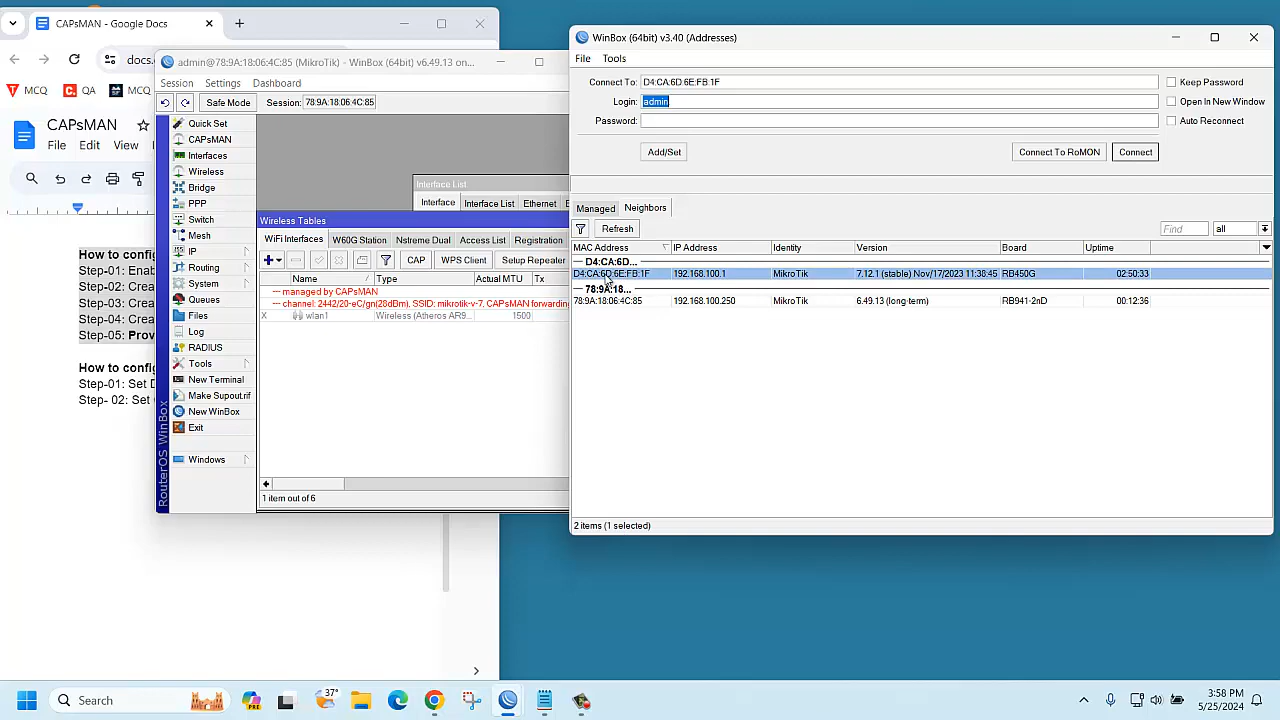 CAPsMAN - Google Docs
docs.
MCQ
QA
MCQ
CAPsMAN
File Edit View
How to config
Step-01: Enab
Step-02: Crea
Step-03: Crea
Step-04: Crea
Step-05: Prov
How to config
Step-01: Set D
Step- 02: Set
admin@78:9A:18:06:4C:85 (MikroTik) - WinBox (64bit) v6.49.13 on...
Session Settings Dashboard
Safe Mode Session: 78:9A:18:06:4C:85
Quick Set
CAPsMAN
Interfaces
Wireless
Bridge
PPP
Switch
Mesh
IP
Routing
System
Queues
Files
Log
RADIUS
Tools
New Terminal
Make Supout.rif
New WinBox
Exit
Windows
RouterOS WinBox
Interface List
Interface Interface List Ethernet
Wireless Tables
WiFi Interfaces W60G Station Nstreme Dual Access List Registration
CAP WPS Client Setup Repeater
Name / Type Actual MTU Tx
--- managed by CAPsMAN
--- channel: 2442/20-eC/gn(28dBm), SSID: mikrotik-v-7, CAPsMAN forwarding
X wlan1 Wireless (Atheros AR9... 1500
1 item out of 6
WinBox (64bit) v3.40 (Addresses)
File Tools
Connect To: D4:CA:6D:6E:FB:1F Keep Password
Login: admin Open In New Window
Password: Auto Reconnect
Add/Set Connect To RoMON Connect
Managed Neighbors
Refresh Find all
MAC Address IP Address Identity Version Board Uptime
--- D4:CA:6D...
D4:CA:6D:6E:FB:1F 192.168.100.1 MikroTik 7.12.1 (stable) Nov/17/2023 11:38:45 RB450G 02:50:33
--- 78:9A:18...
78:9A:18:06:4C:85 192.168.100.250 MikroTik 6.49.13 (long-term) RB941-2nD 00:12:36
2 items (1 selected)
Search
PRE
37°
3:58 PM
5/25/2024